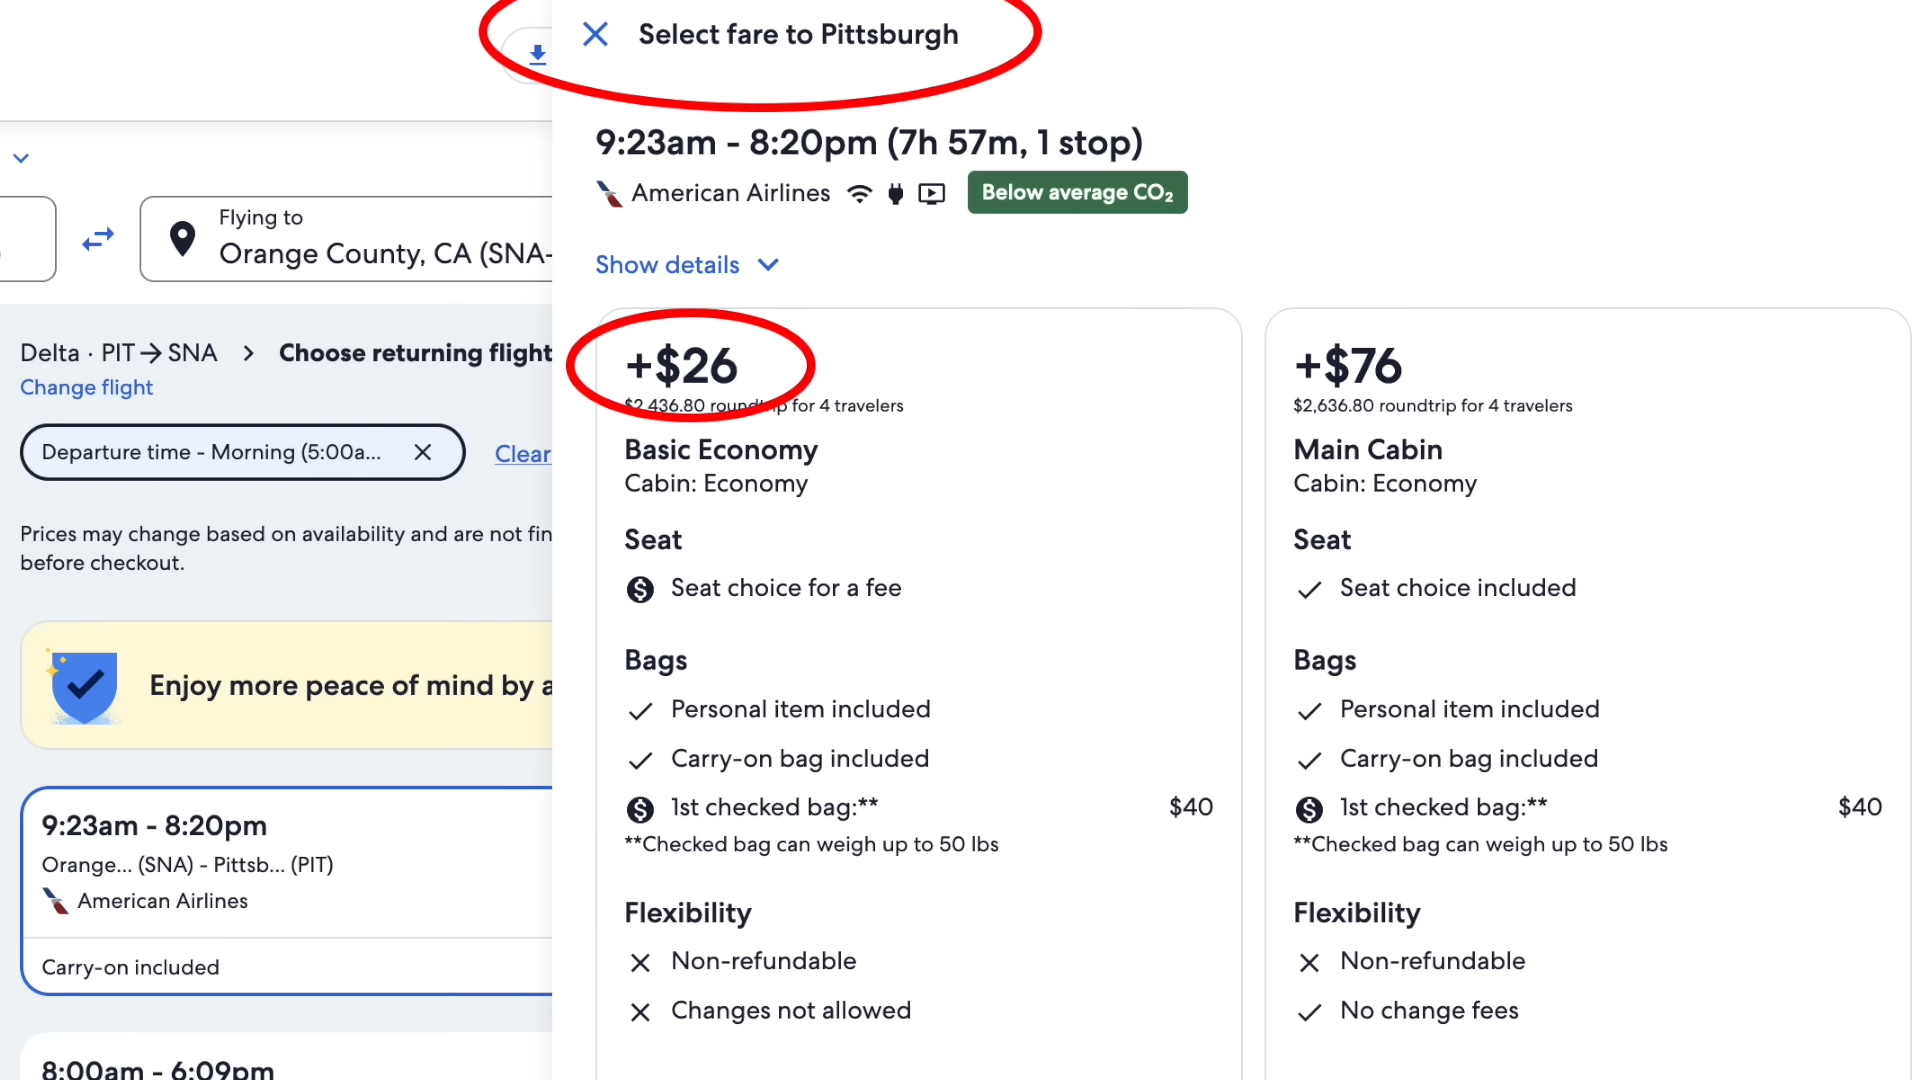 Select fare to Pittsburgh
9:23am - 8:20pm (7h 57m, 1 stop)
American Airlines
Below average CO₂
Show details
Flying to
Orange County, CA (SNA-
Delta · PIT → SNA > Choose returning flight
Change flight
Departure time - Morning (5:00a...
Clear
Prices may change based on availability and are not fin
before checkout.
Enjoy more peace of mind by a
9:23am - 8:20pm
Orange... (SNA) - Pittsb... (PIT)
American Airlines
Carry-on included
8:00am - 6:09pm
+$26
$2,436.80 roundtrip for 4 travelers
Basic Economy
Cabin: Economy
Seat
Seat choice for a fee
Bags
Personal item included
Carry-on bag included
1st checked bag:** $40
**Checked bag can weigh up to 50 lbs
Flexibility
Non-refundable
Changes not allowed
+$76
$2,636.80 roundtrip for 4 travelers
Main Cabin
Cabin: Economy
Seat
Seat choice included
Bags
Personal item included
Carry-on bag included
1st checked bag:** $40
**Checked bag can weigh up to 50 lbs
Flexibility
Non-refundable
No change fees